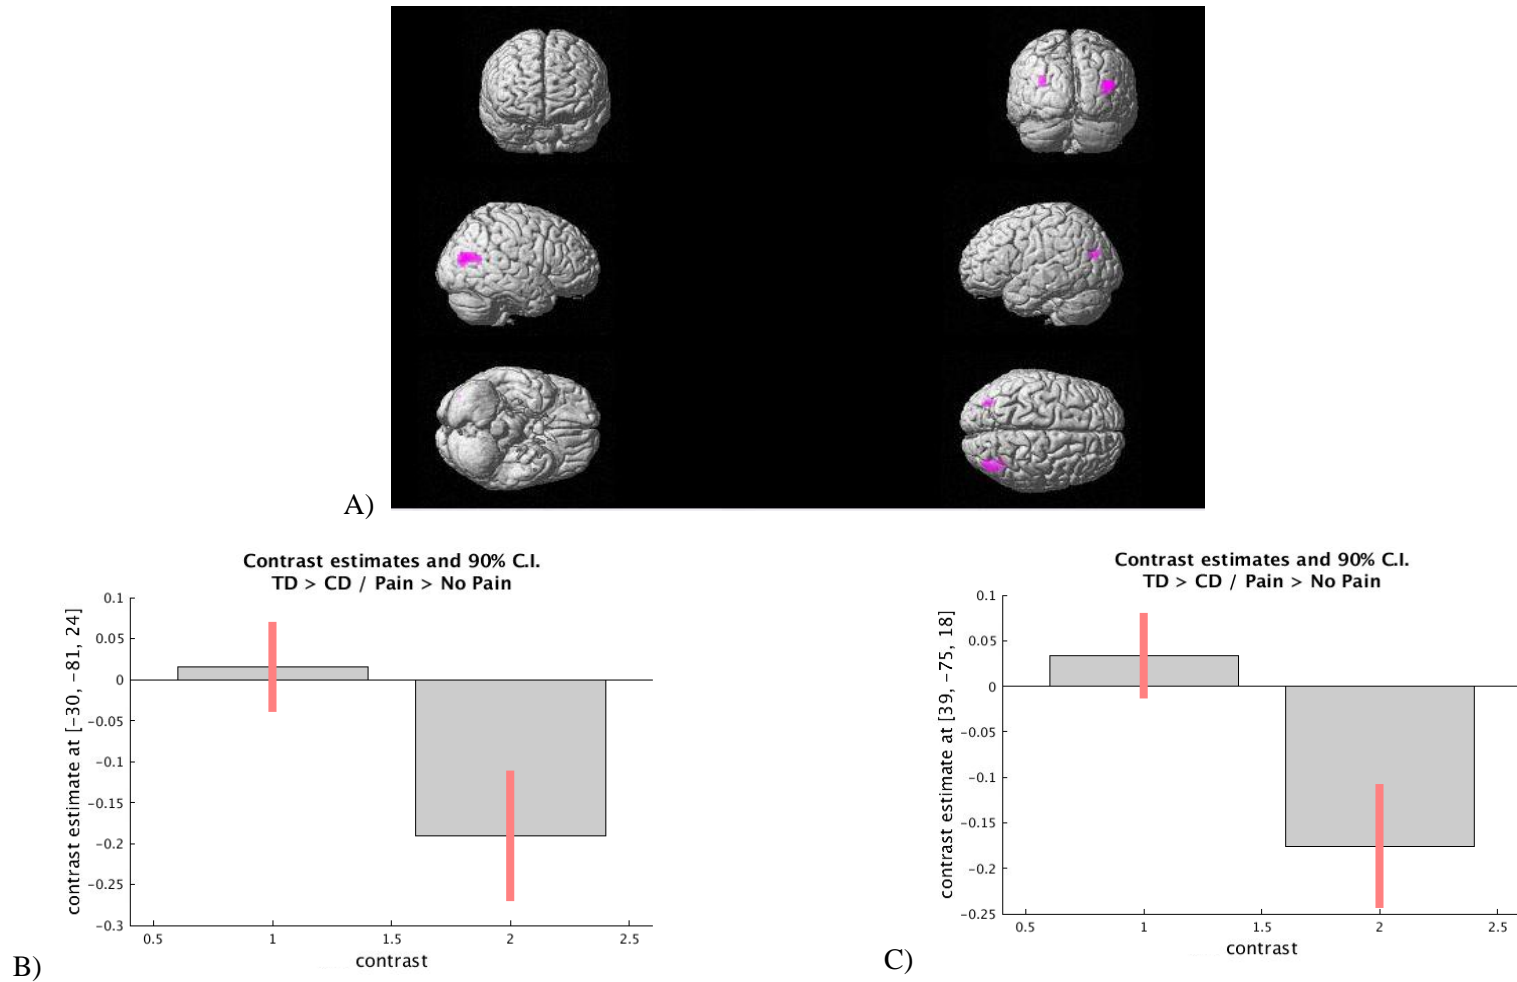 A)
Contrast estimates and 90% C.I.
TD > CD / Pain > No Pain
contrast estimate at [−30, −81, 24]
0.1
0.05
0
−0.05
−0.1
−0.15
−0.2
−0.25
−0.3
0.5
1
1.5
2
2.5
contrast
B)
Contrast estimates and 90% C.I.
TD > CD / Pain > No Pain
contrast estimate at [39, −75, 18]
0.1
0.05
0
−0.05
−0.1
−0.15
−0.2
−0.25
0.5
1
1.5
2
2.5
contrast
C)